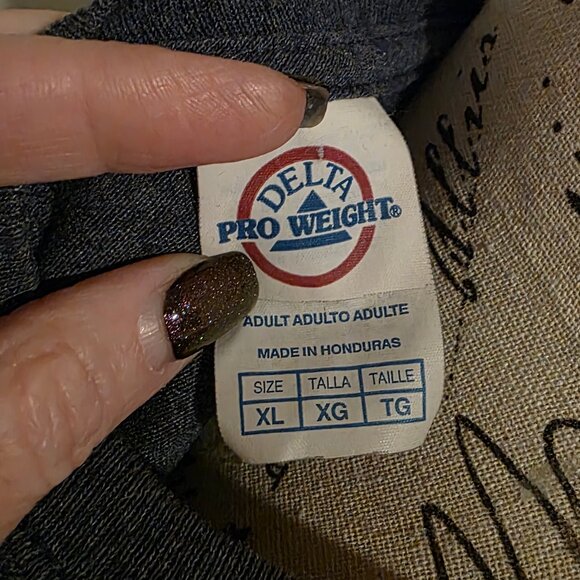 DELTA
PRO WEIGHT®
ADULT ADULTO ADULTE
MADE IN HONDURAS
SIZE TALLA TAILLE
XL XG TG